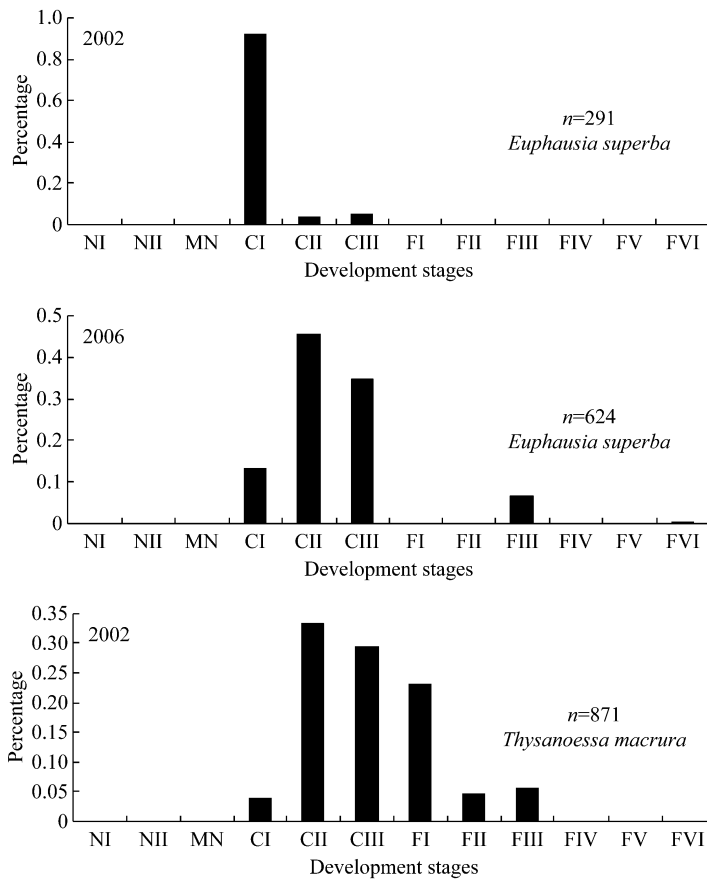 1.0
2002
0.8
0.6
n=291
Euphausia superba
0.4
0.2
0
Percentage
NI NII MN CI CII CIII FI FII FIII FIV FV FVI
Development stages
0.5
2006
0.4
0.3
n=624
Euphausia superba
0.2
0.1
0
Percentage
NI NII MN CI CII CIII FI FII FIII FIV FV FVI
Development stages
0.35
2002
0.30
0.25
0.20
n=871
Thysanoessa macrura
0.15
0.10
0.05
0
Percentage
NI NII MN CI CII CIII FI FII FIII FIV FV FVI
Development stages